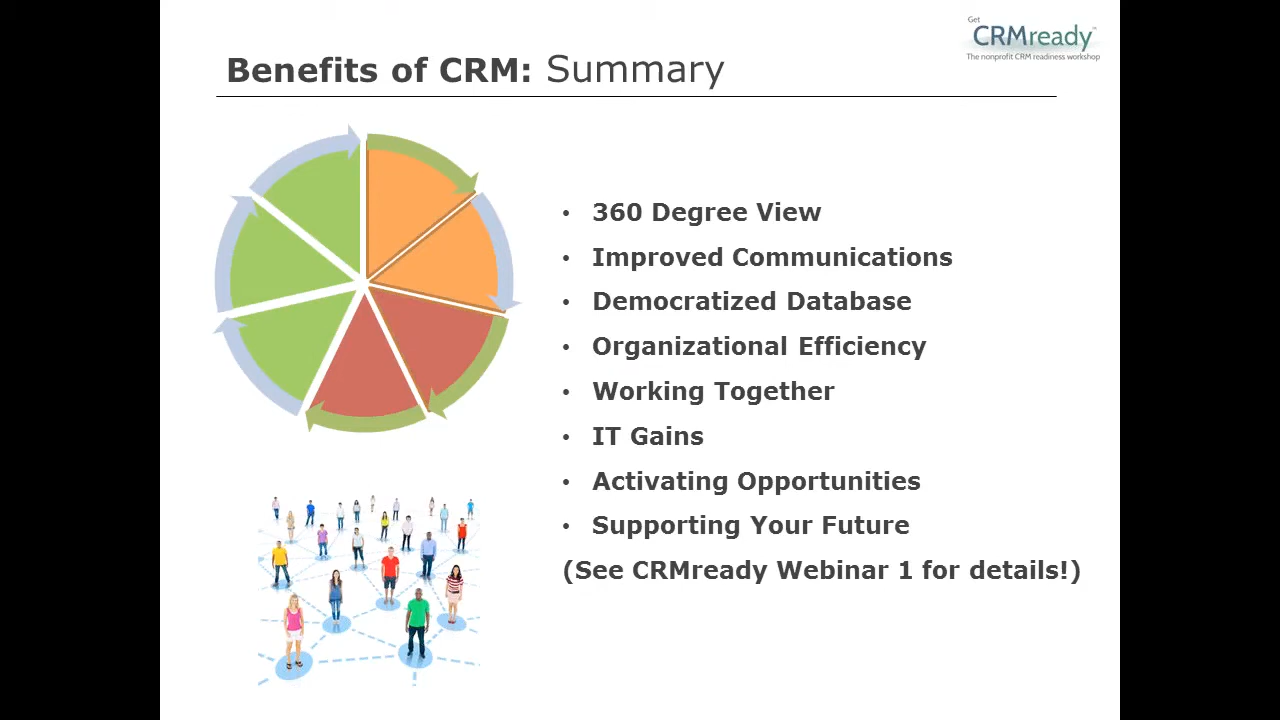 Get
CRMready™
The nonprofit CRM readiness workshop
Benefits of CRM: Summary
• 360 Degree View
• Improved Communications
• Democratized Database
• Organizational Efficiency
• Working Together
• IT Gains
• Activating Opportunities
• Supporting Your Future
(See CRMready Webinar 1 for details!)